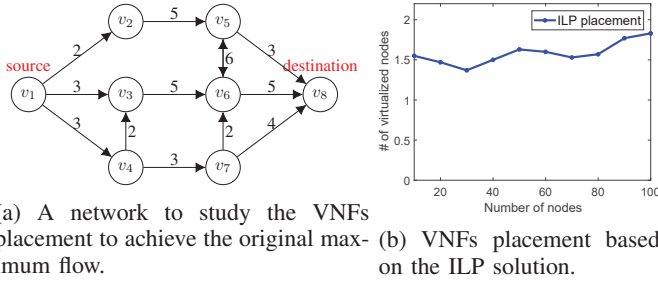 source
destination
v1
v2
v3
v4
v5
v6
v7
v8
2
3
3
5
5
2
3
6
2
3
5
4
ILP placement
# of virtualized nodes
2
1.5
1
0.5
0
20
40
60
80
100
Number of nodes
(a) A network to study the VNFs
placement to achieve the original max-
imum flow.
(b) VNFs placement based
on the ILP solution.